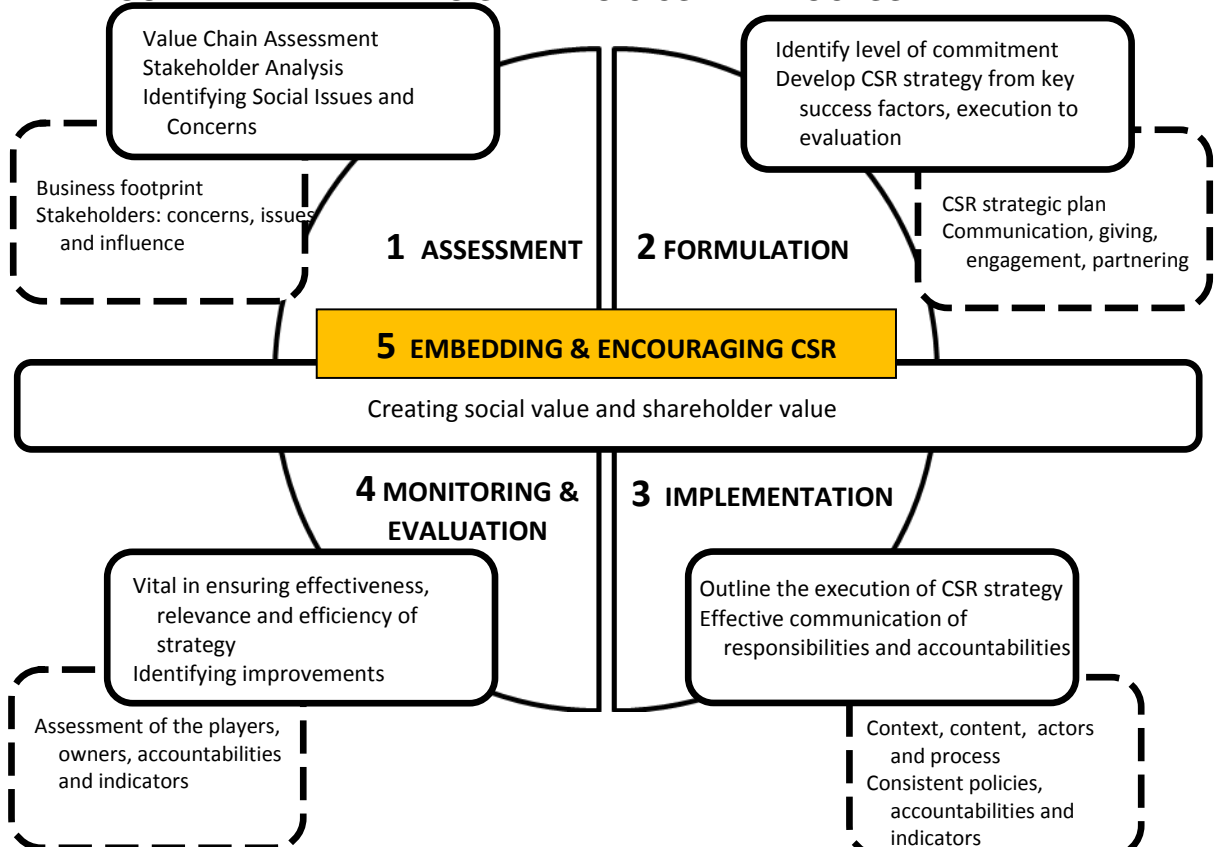 Value Chain Assessment
Stakeholder Analysis
Identifying Social Issues and
Concerns
Business footprint
Stakeholders: concerns, issues
and influence
1 ASSESSMENT
Identify level of commitment
Develop CSR strategy from key
success factors, execution to
evaluation
CSR strategic plan
Communication, giving,
engagement, partnering
2 FORMULATION
5 EMBEDDING & ENCOURAGING CSR
Creating social value and shareholder value
4 MONITORING &
EVALUATION
Vital in ensuring effectiveness,
relevance and efficiency of
strategy
Identifying improvements
Assessment of the players,
owners, accountabilities
and indicators
3 IMPLEMENTATION
Outline the execution of CSR strategy
Effective communication of
responsibilities and accountabilities
Context, content, actors
and process
Consistent policies,
accountabilities and
indicators